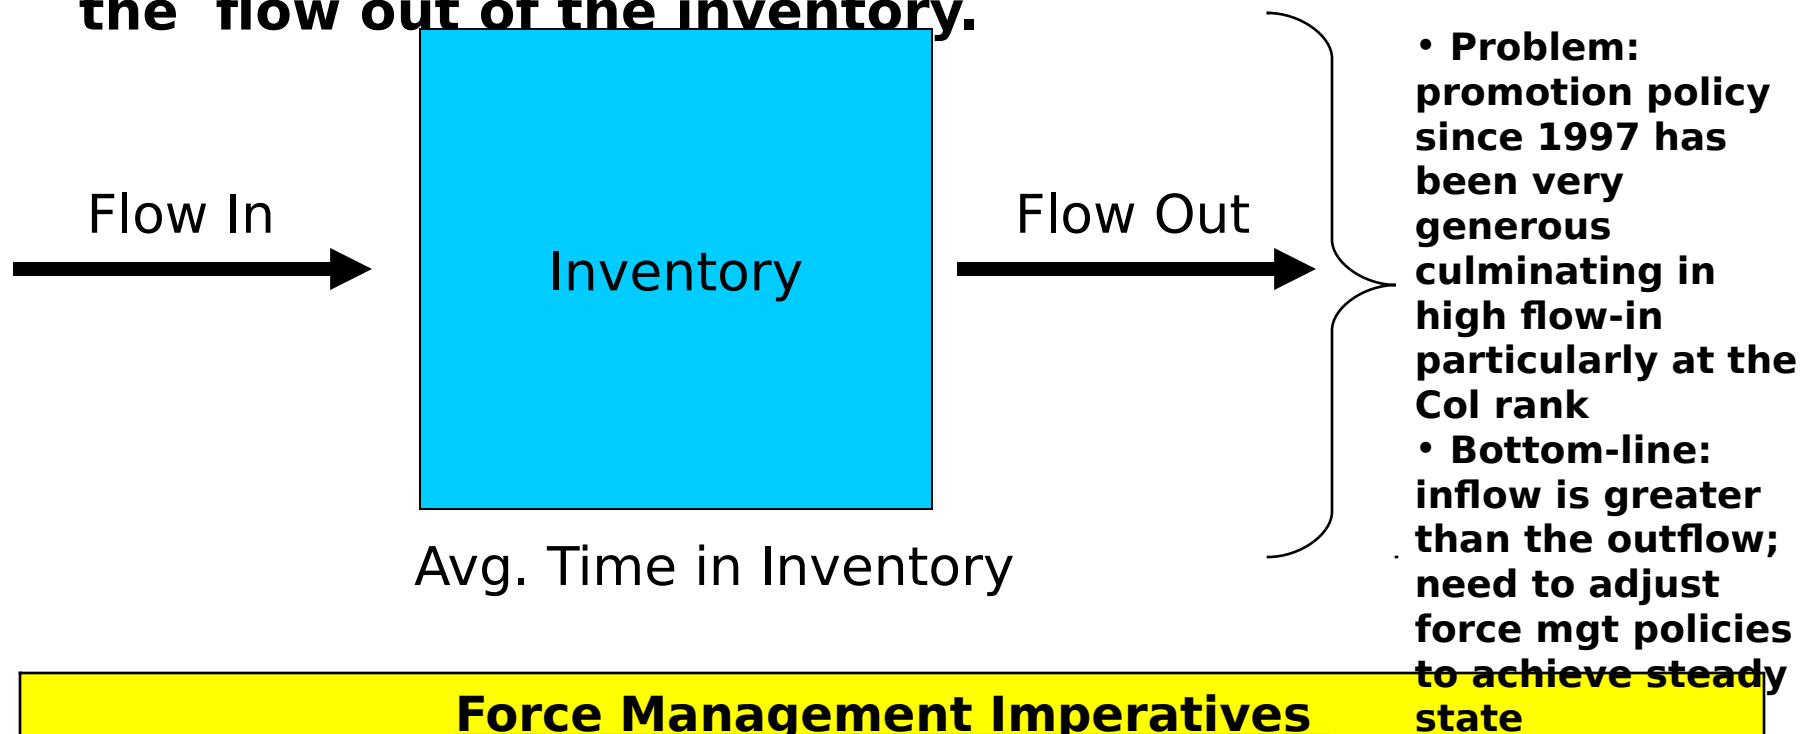 the  flow out of the inventory.
Flow In
Inventory
Flow Out
Avg. Time in Inventory
• Problem:
promotion policy
since 1997 has
been very
generous
culminating in
high flow-in
particularly at the
Col rank
• Bottom-line:
inflow is greater
than the outflow;
need to adjust
force mgt policies
to achieve steady
state
Force Management Imperatives